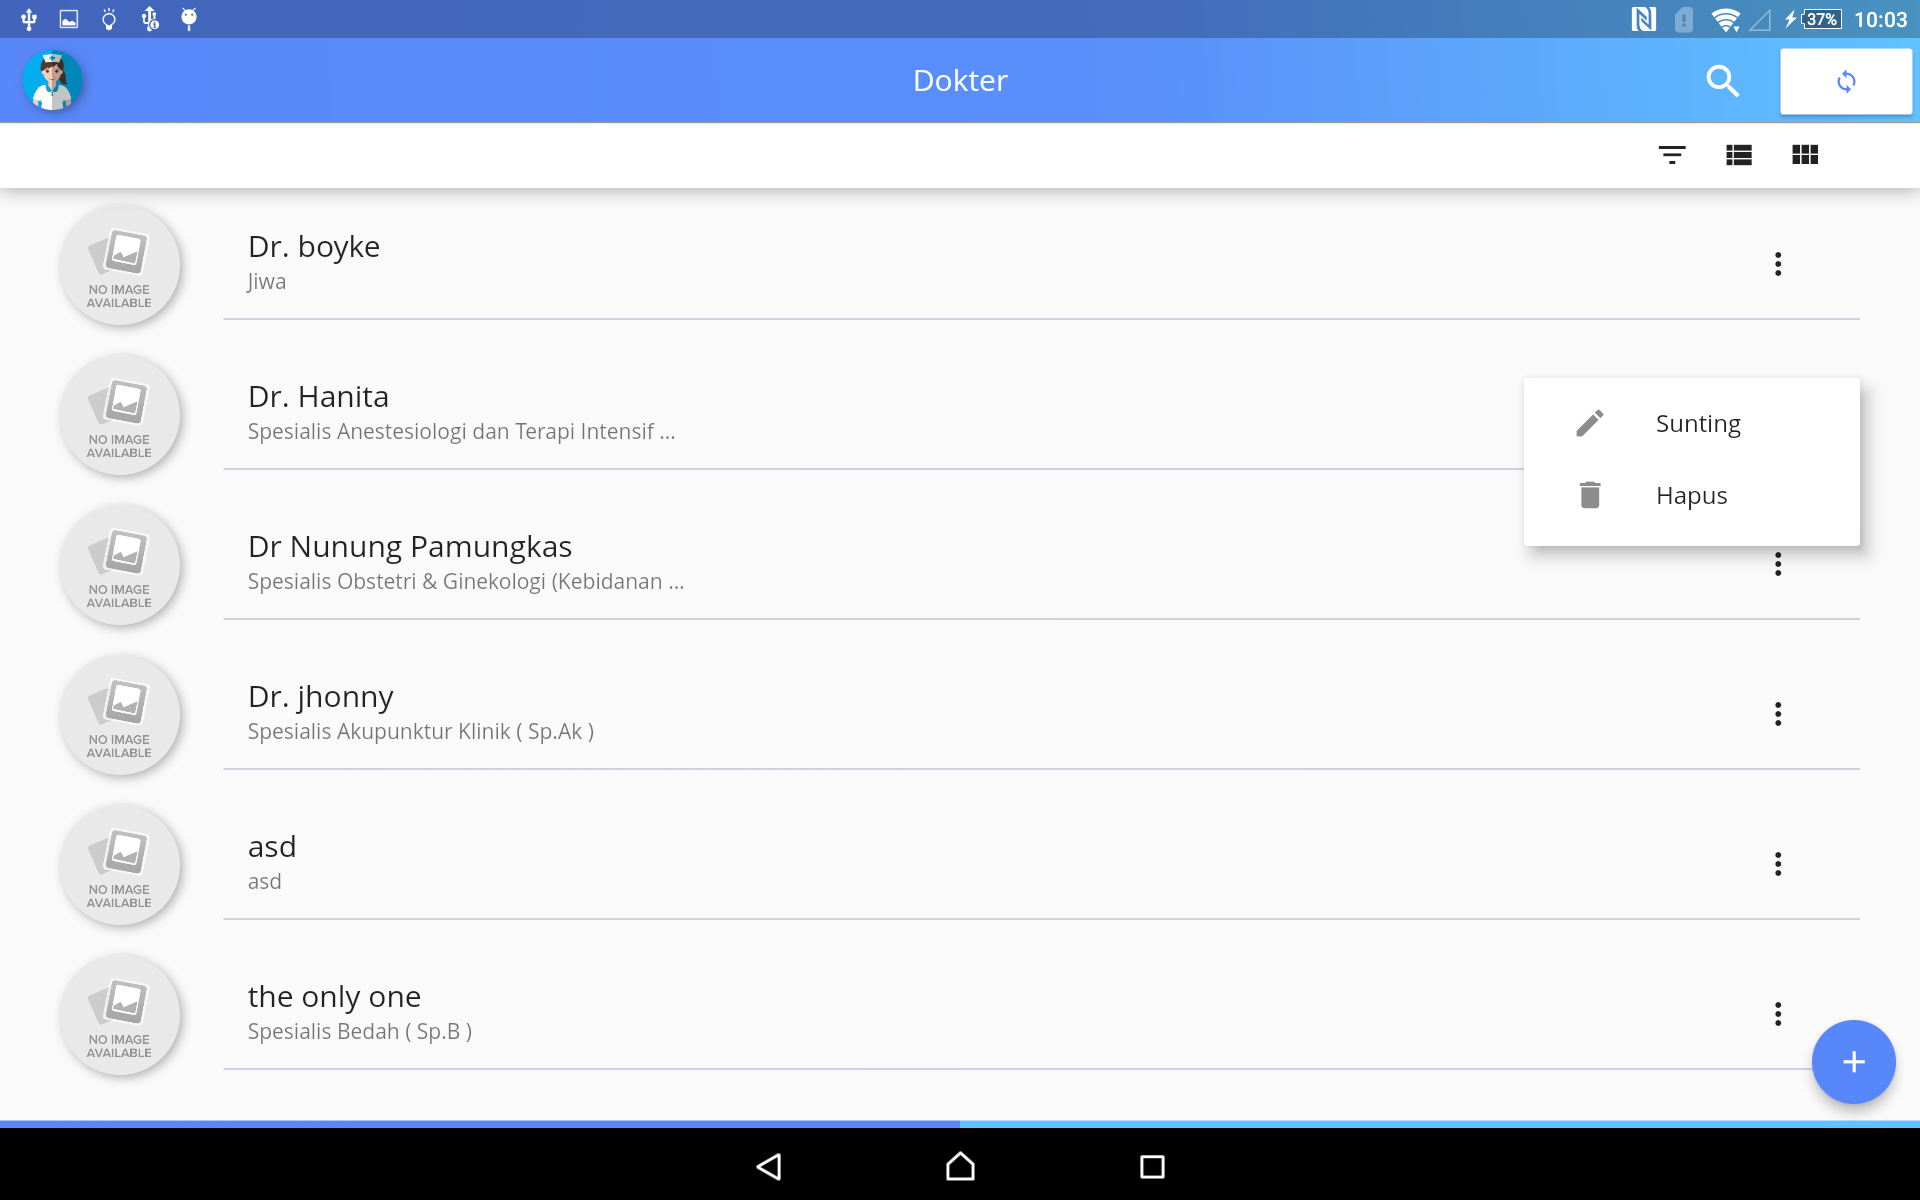 37% 10:03
Dokter
NO IMAGE
AVAILABLE
Dr. boyke
Jiwa
NO IMAGE
AVAILABLE
Dr. Hanita
Spesialis Anestesiologi dan Terapi Intensif ...
Sunting
Hapus
NO IMAGE
AVAILABLE
Dr Nunung Pamungkas
Spesialis Obstetri & Ginekologi (Kebidanan ...
NO IMAGE
AVAILABLE
Dr. jhonny
Spesialis Akupunktur Klinik ( Sp.Ak )
NO IMAGE
AVAILABLE
asd
asd
NO IMAGE
AVAILABLE
the only one
Spesialis Bedah ( Sp.B )